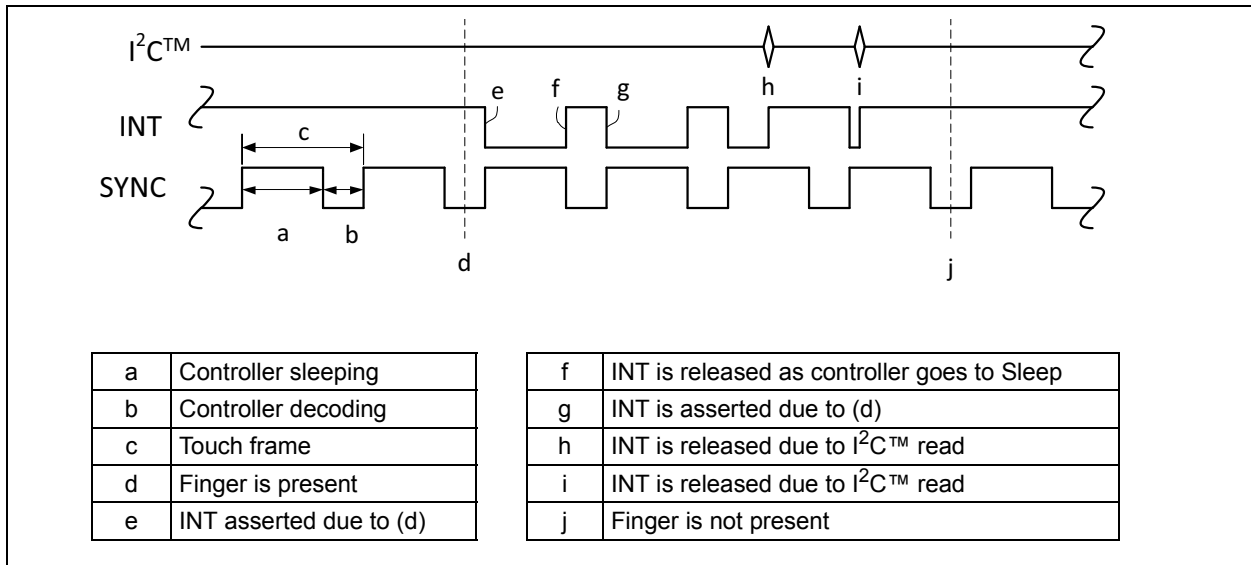 I²C™
h
i
e
f
g
INT
c
SYNC
a
b
d
j
a Controller sleeping
b Controller decoding
c Touch frame
d Finger is present
e INT asserted due to (d)
f INT is released as controller goes to Sleep
g INT is asserted due to (d)
h INT is released due to I²C™ read
i INT is released due to I²C™ read
j Finger is not present